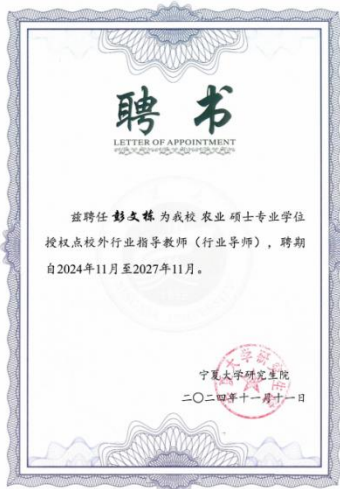 聘书
LETTER OF APPOINTMENT
兹聘任 彭文栋 为我校 农业 硕士专业学位
授权点校外行业指导教师（行业导师），聘期
自2024年11月至2027年11月。
宁夏大学研究生院
二〇二四年十一月十一日